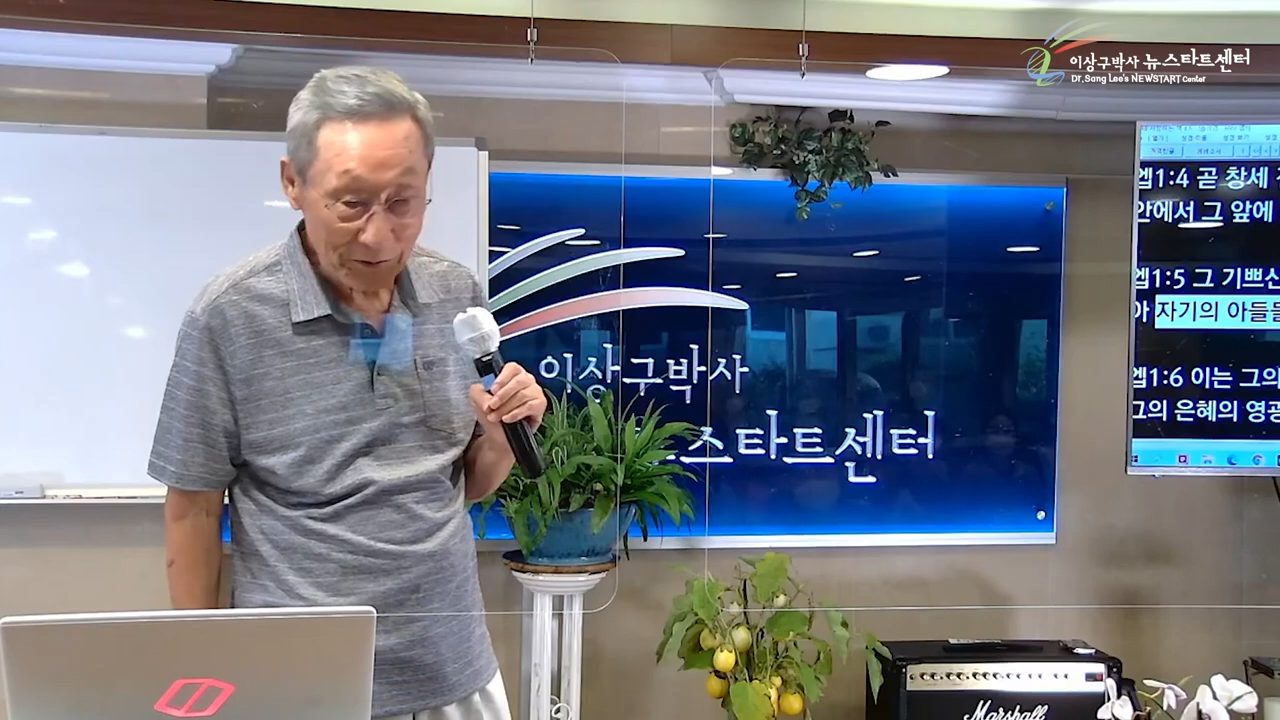 이상구박사 뉴스타트센터
Dr. Sang Lee's NEWSTART Center
이상구박사
스타트센터
엡1:4 곧 창세
안에서 그 앞에
엡1:5 그 기쁘신
자기의 아들들
엡1:6 이는 그의
그의 은혜의 영광
Marshall